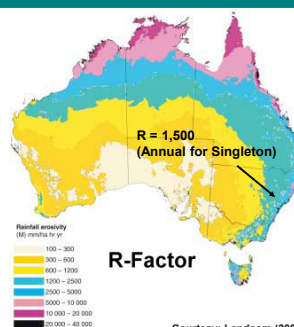 R = 1,500
(Annual for Singleton)
R-Factor
Rainfall erosivity
(M) mm/ha hr yr
100 - 300
300 - 600
600 - 1200
1200 - 2500
2500 - 5000
5000 - 10 000
10 000 - 20 000
20 000 - 40 000
Courtesy: Landcom (200